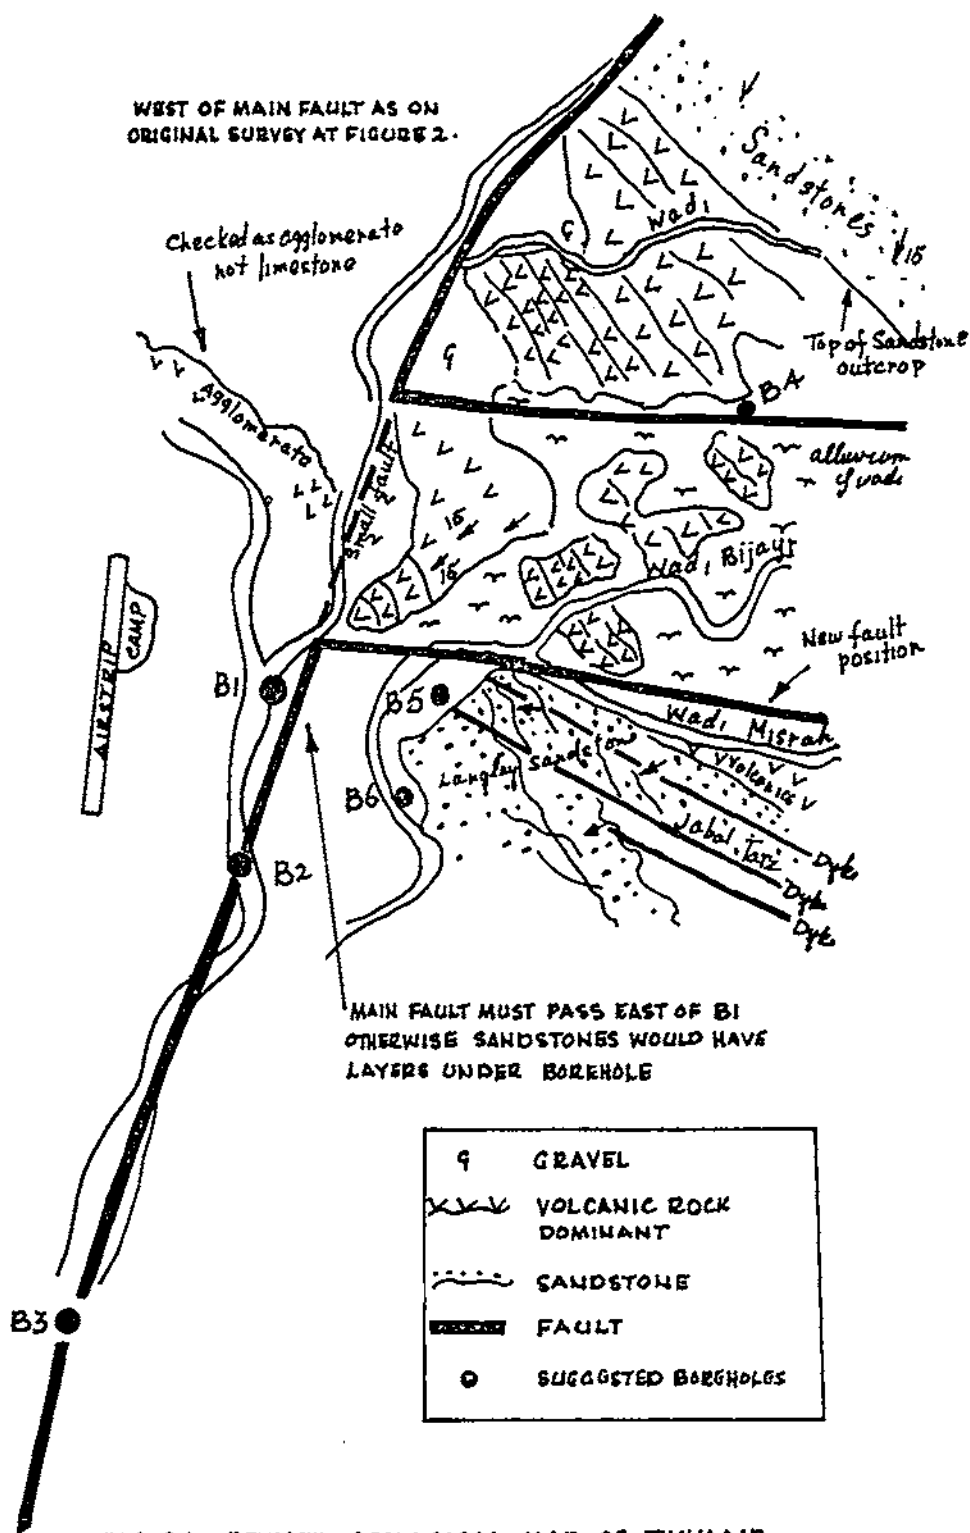 WEST OF MAIN FAULT AS ON
ORIGINAL SURVEY AT FIGURE 2.
Sandstones
Wadi
G
15
Checked as agglomerate
not limestone
Top of Sandstone
outcrop
G
B4
Agglomerate
small fault
alluvium
of wadi
15
15
Wadi Bijayr
AIRSTRIP
CAMP
New fault
position
B1
B5
Wadi Misrah
Volcanics
Langley Sandstone
B6
Jabal
Dyke
Dyke
Dyke
B2
MAIN FAULT MUST PASS EAST OF B1
OTHERWISE SANDSTONES WOULD HAVE
LAYERS UNDER BOREHOLE
G GRAVEL
VOLCANIC ROCK
DOMINANT
SANDSTONE
FAULT
SUGGSTED BOREHOLES
B3